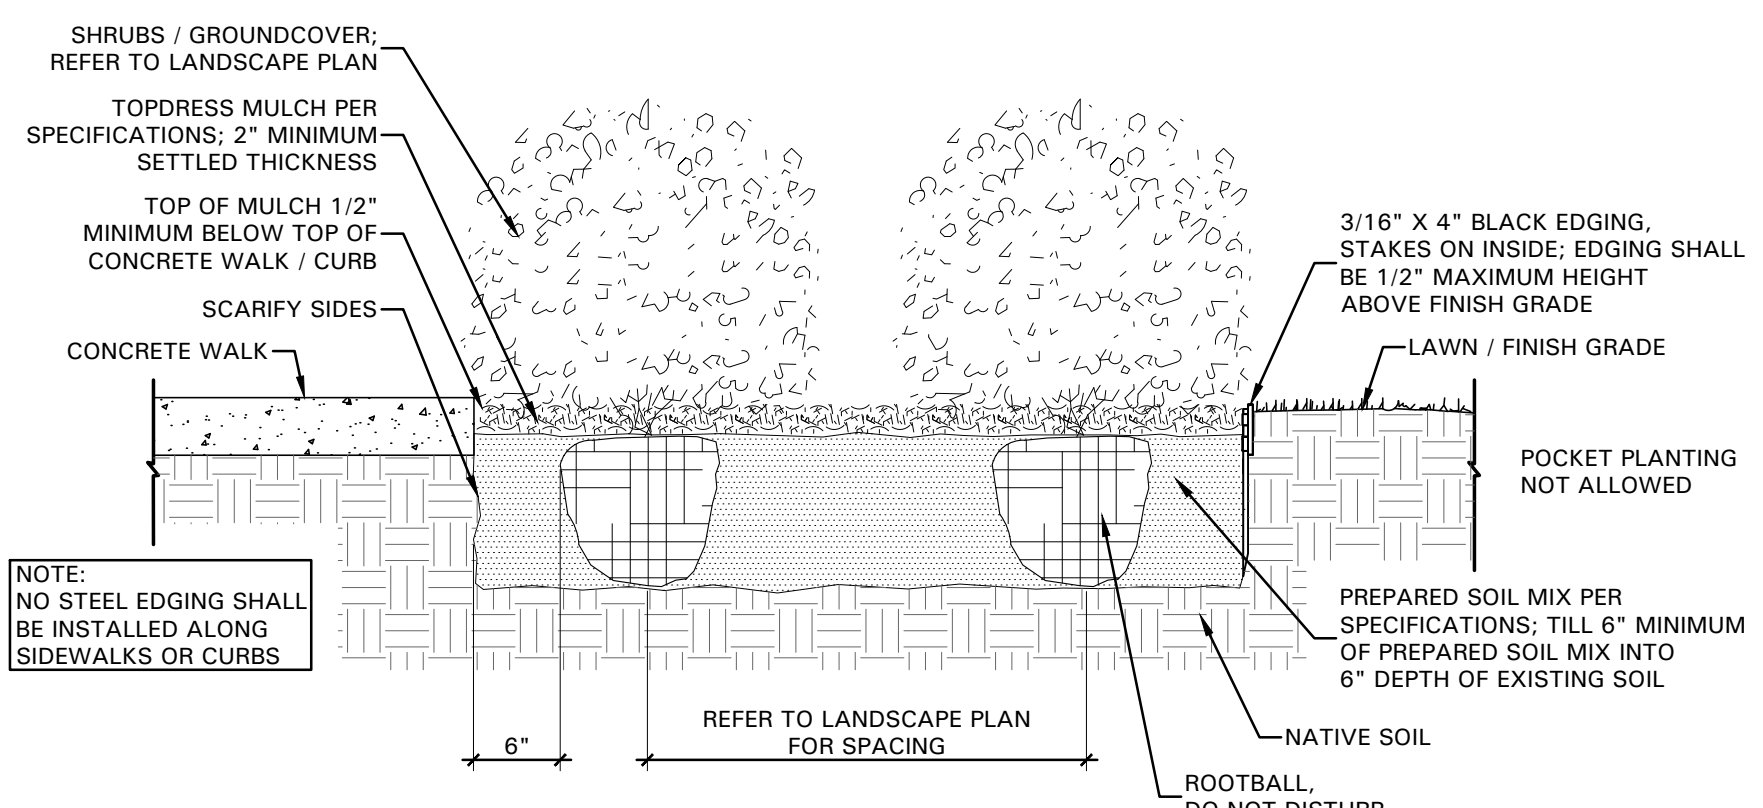 SHRUBS / GROUNDCOVER;
REFER TO LANDSCAPE PLAN
TOPDRESS MULCH PER
SPECIFICATIONS; 2" MINIMUM
SETTLED THICKNESS
TOP OF MULCH 1/2"
MINIMUM BELOW TOP OF
CONCRETE WALK / CURB
SCARIFY SIDES
CONCRETE WALK
NOTE:
NO STEEL EDGING SHALL
BE INSTALLED ALONG
SIDEWALKS OR CURBS
6"
REFER TO LANDSCAPE PLAN
FOR SPACING
3/16" X 4" BLACK EDGING,
STAKES ON INSIDE; EDGING SHALL
BE 1/2" MAXIMUM HEIGHT
ABOVE FINISH GRADE
LAWN / FINISH GRADE
POCKET PLANTING
NOT ALLOWED
PREPARED SOIL MIX PER
SPECIFICATIONS; TILL 6" MINIMUM
OF PREPARED SOIL MIX INTO
6" DEPTH OF EXISTING SOIL
NATIVE SOIL
ROOTBALL,
DO NOT DISTURB